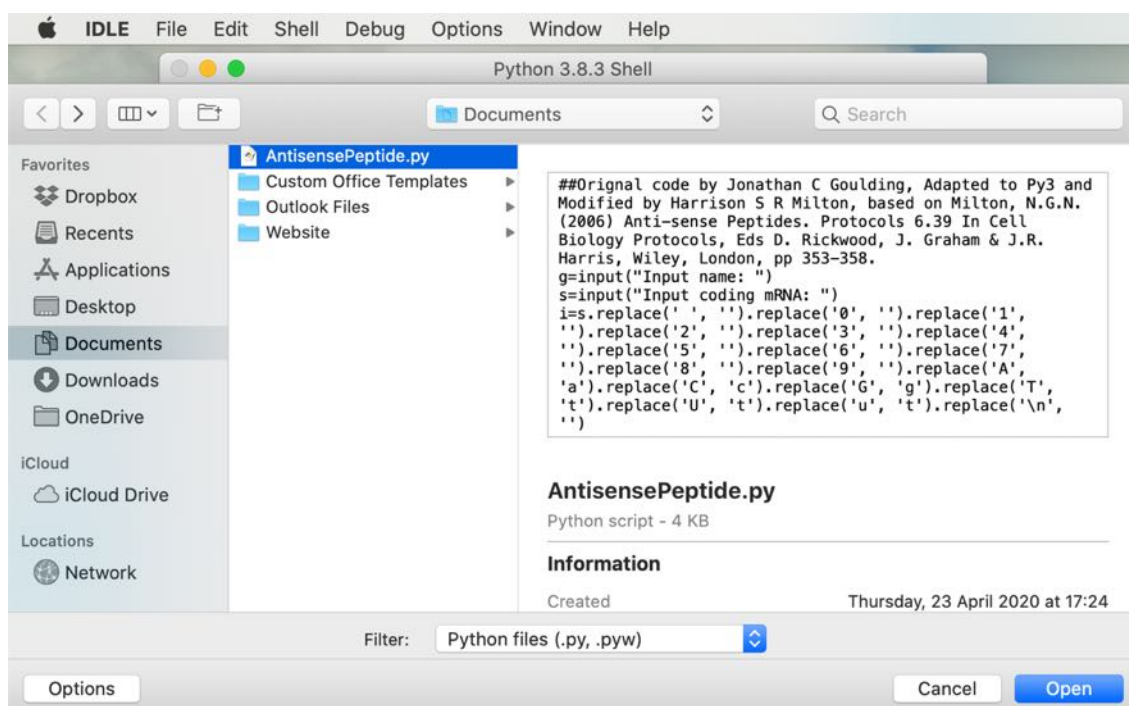 IDLE File Edit Shell Debug Options Window Help
Python 3.8.3 Shell
Documents
Search
Favorites
Dropbox
Recents
Applications
Desktop
Documents
Downloads
OneDrive
iCloud
iCloud Drive
Locations
Network
AntisensePeptide.py
Custom Office Templates
Outlook Files
Website
##Orignal code by Jonathan C Goulding, Adapted to Py3 and
Modified by Harrison S R Milton, based on Milton, N.G.N.
(2006) Anti-sense Peptides. Protocols 6.39 In Cell
Biology Protocols, Eds D. Rickwood, J. Graham & J.R.
Harris, Wiley, London, pp 353-358.
g=input("Input name: ")
s=input("Input coding mRNA: ")
i=s.replace(' ', '').replace('0', '').replace('1',
'').replace('2', '').replace('3', '').replace('4',
'').replace('5', '').replace('6', '').replace('7',
'').replace('8', '').replace('9', '').replace('A',
'a').replace('C', 'c').replace('G', 'g').replace('T',
't').replace('U', 't').replace('u', 't').replace('\n',
'')
AntisensePeptide.py
Python script - 4 KB
Information
Created Thursday, 23 April 2020 at 17:24
Filter: Python files (.py, .pyw)
Options Cancel Open